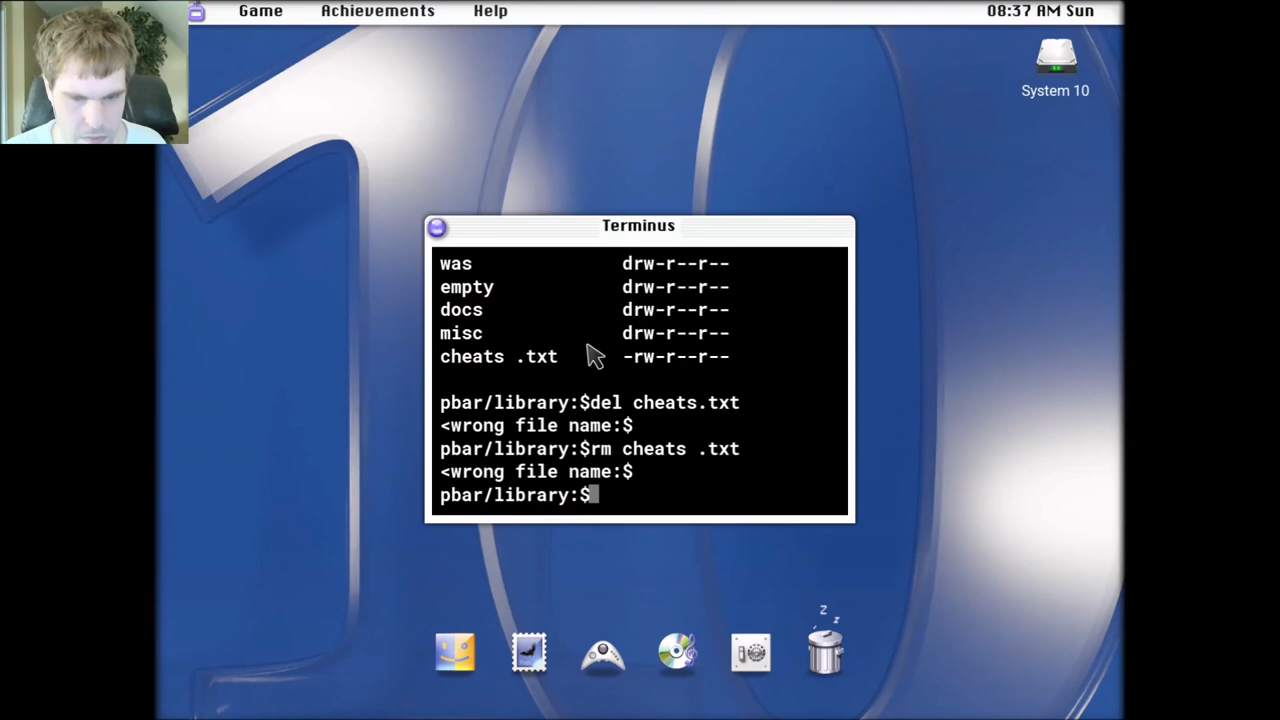 Game Achievements Help 08:37 AM Sun
System 10
Terminus
was drw-r--r--
empty drw-r--r--
docs drw-r--r--
misc drw-r--r--
cheats .txt -rw-r--r--
pbar/library:$del cheats.txt
<wrong file name:$
pbar/library:$rm cheats .txt
<wrong file name:$
pbar/library:$
z
z
10